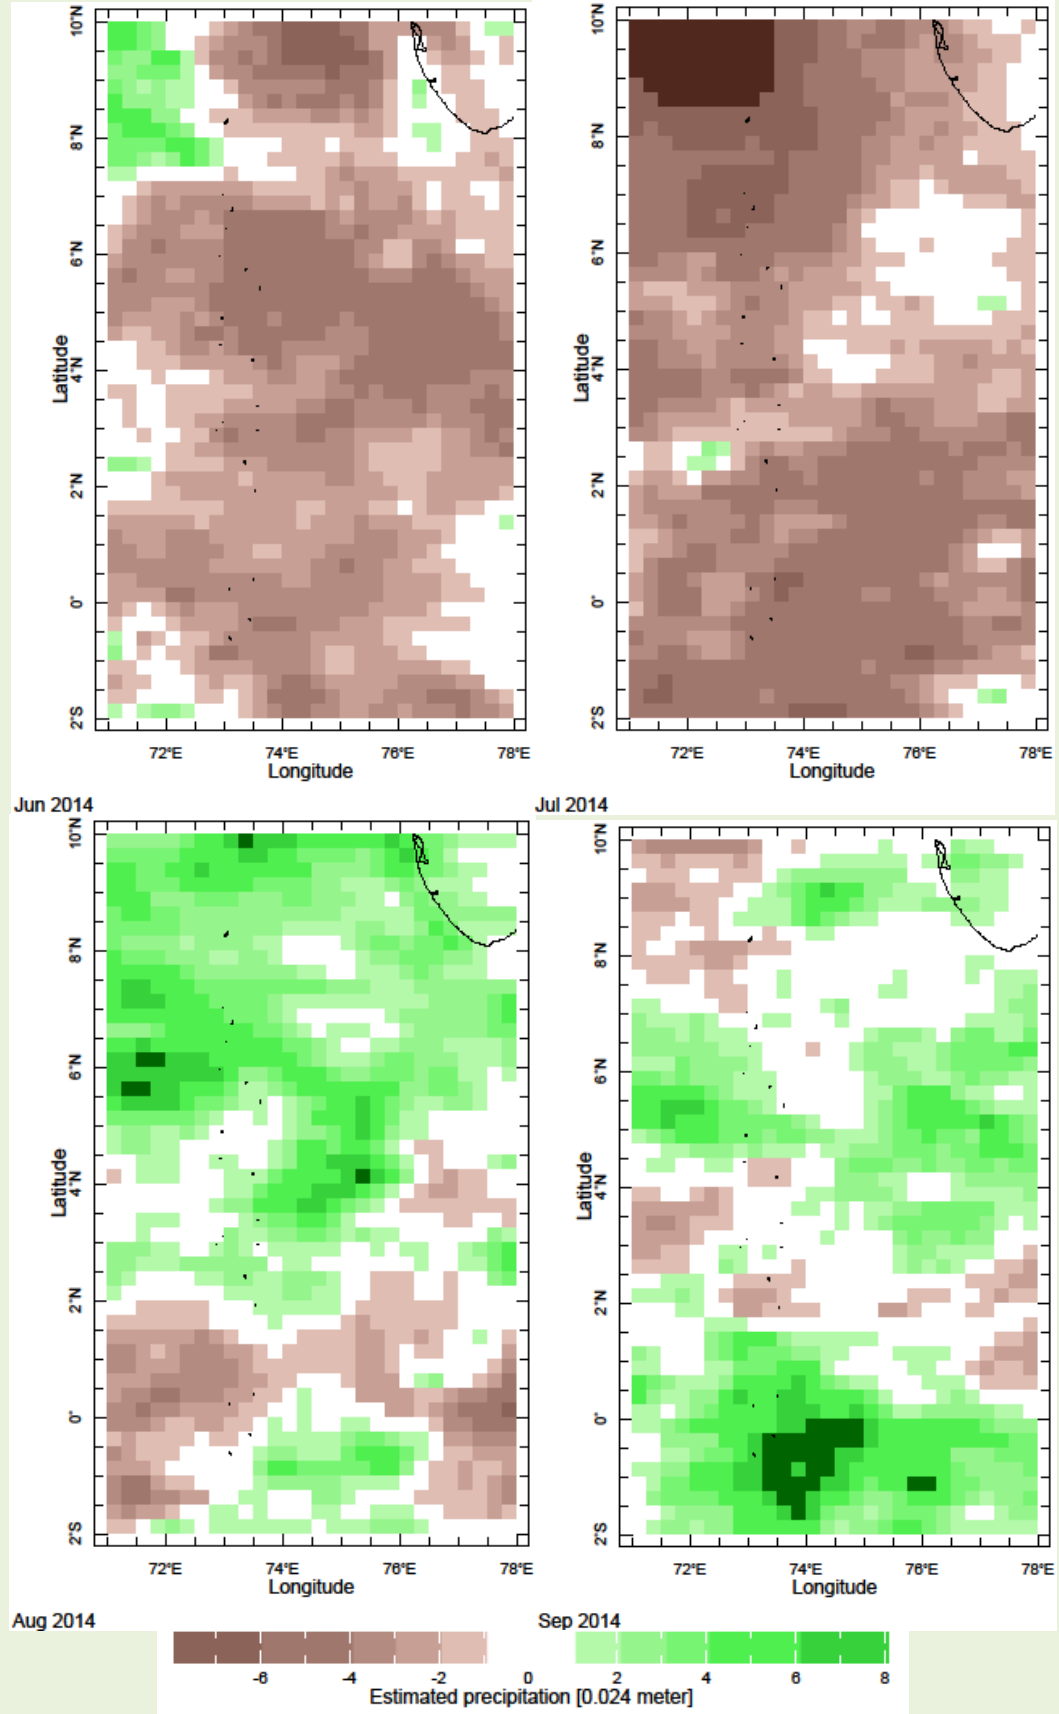 10°N
8°N
6°N
4°N
2°N
0°
2°S
Latitude
72°E 74°E 76°E 78°E
Longitude
Jun 2014
10°N
8°N
6°N
4°N
2°N
0°
2°S
Latitude
72°E 74°E 76°E 78°E
Longitude
Jul 2014
10°N
8°N
6°N
4°N
2°N
0°
2°S
Latitude
72°E 74°E 76°E 78°E
Longitude
Aug 2014
10°N
8°N
6°N
4°N
2°N
0°
2°S
Latitude
72°E 74°E 76°E 78°E
Longitude
Sep 2014
-6 -4 -2 0 2 4 6 8
Estimated precipitation [0.024 meter]